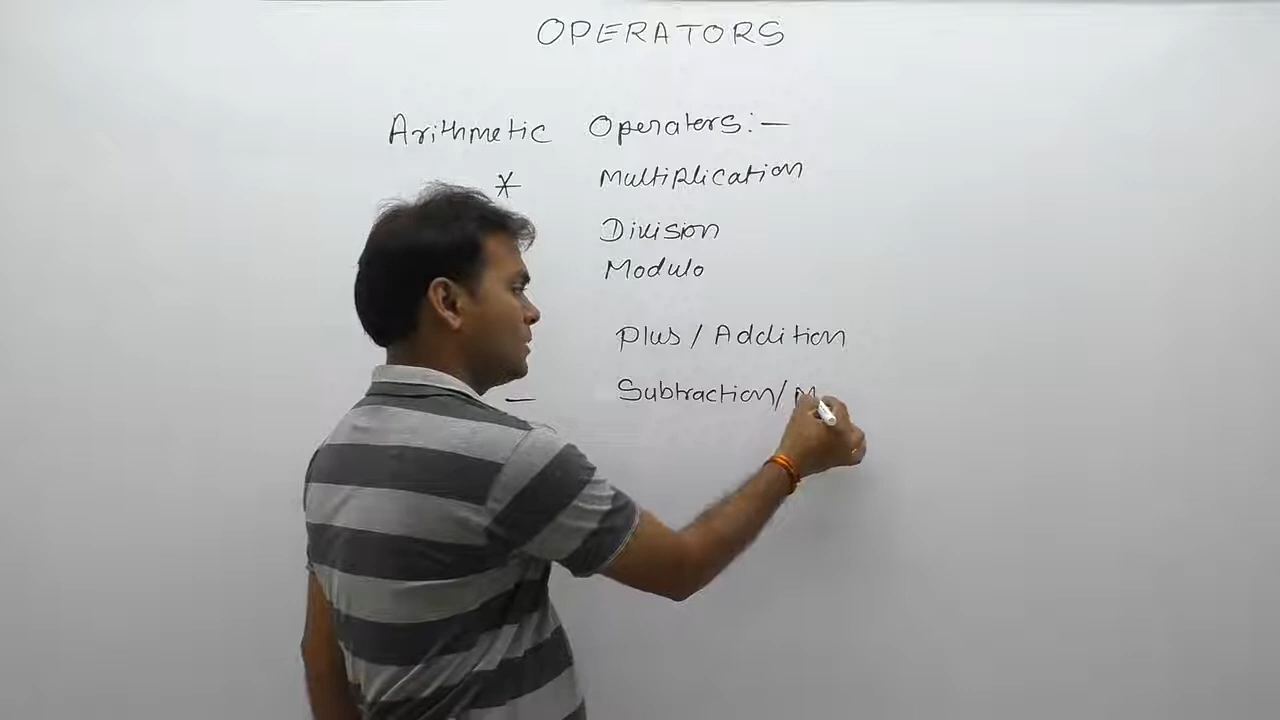 OPERATORS
Arithmetic Operators:-
* Multiplication
Division
Modulo
Plus / Addition
- Subtraction/